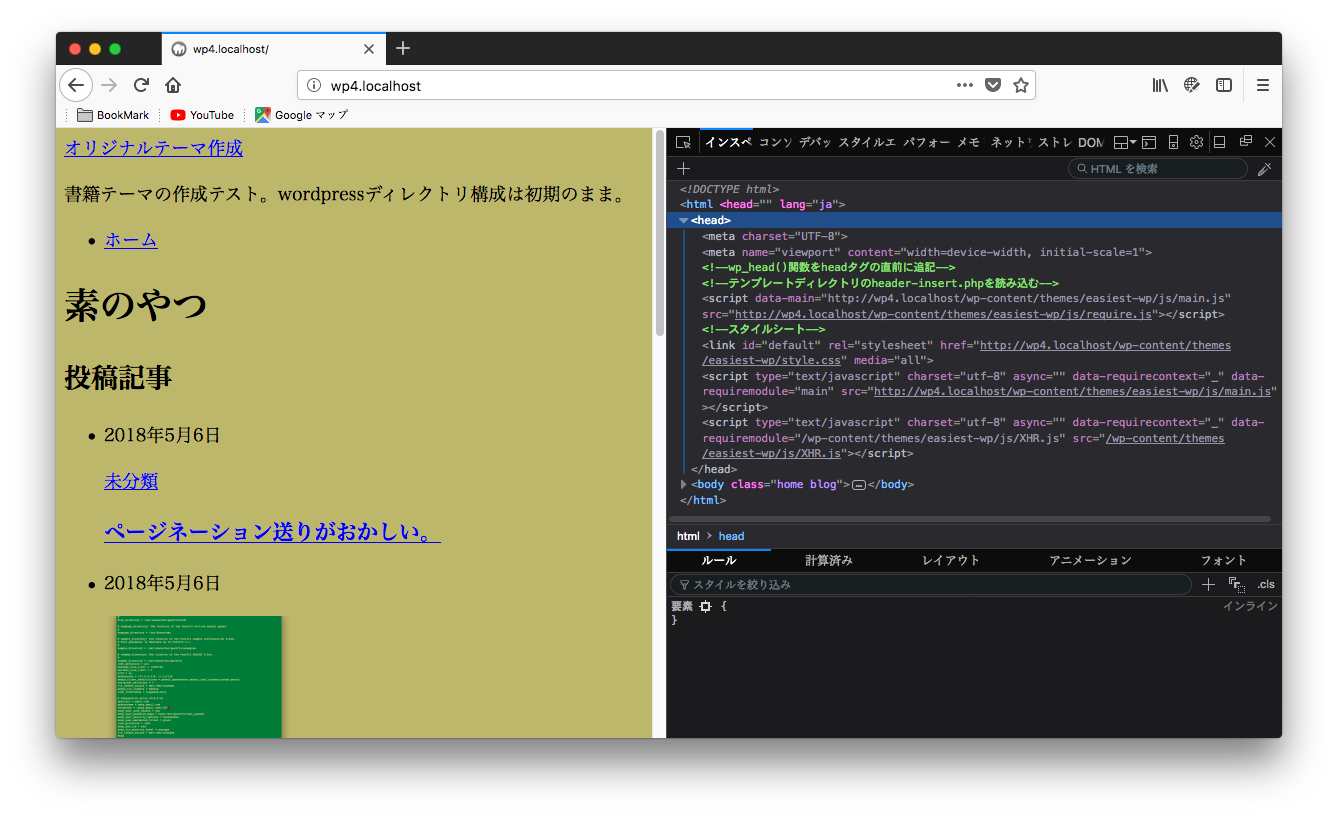 wp4.localhost/
wp4.localhost
BookMark YouTube Google マップ
オリジナルテーマ作成
書籍テーマの作成テスト。wordpressディレクトリ構成は初期のまま。
ホーム
素のやつ
投稿記事
2018年5月6日
未分類
ページネーション送りがおかしい。
2018年5月6日
インスペ コンソ デバッ スタイルエ パフォー メモ ネット ストレ DOM
HTML を検索
<!DOCTYPE html>
<html <head="" lang="ja">
<head>
<meta charset="UTF-8">
<meta name="viewport" content="width=device-width, initial-scale=1">
<!--wp_head()関数をheadタグの直前に追記-->
<!--テンプレートディレクトリのheader-insert.phpを読み込む-->
<script data-main="http://wp4.localhost/wp-content/themes/easiest-wp/js/main.js"
src="http://wp4.localhost/wp-content/themes/easiest-wp/js/require.js"></script>
<!--スタイルシート-->
<link id="default" rel="stylesheet" href="http://wp4.localhost/wp-content/themes
/easiest-wp/style.css" media="all">
<script type="text/javascript" charset="utf-8" async="" data-requirecontext="_" data-
requiremodule="main" src="http://wp4.localhost/wp-content/themes/easiest-wp/js/main.js"
></script>
<script type="text/javascript" charset="utf-8" async="" data-requirecontext="_" data-
requiremodule="/wp-content/themes/easiest-wp/js/XHR.js" src="/wp-content/themes
/easiest-wp/js/XHR.js"></script>
</head>
<body class="home blog"></body>
</html>
html > head
ルール 計算済み レイアウト アニメーション フォント
スタイルを絞り込み .cls
要素 { インライン
}